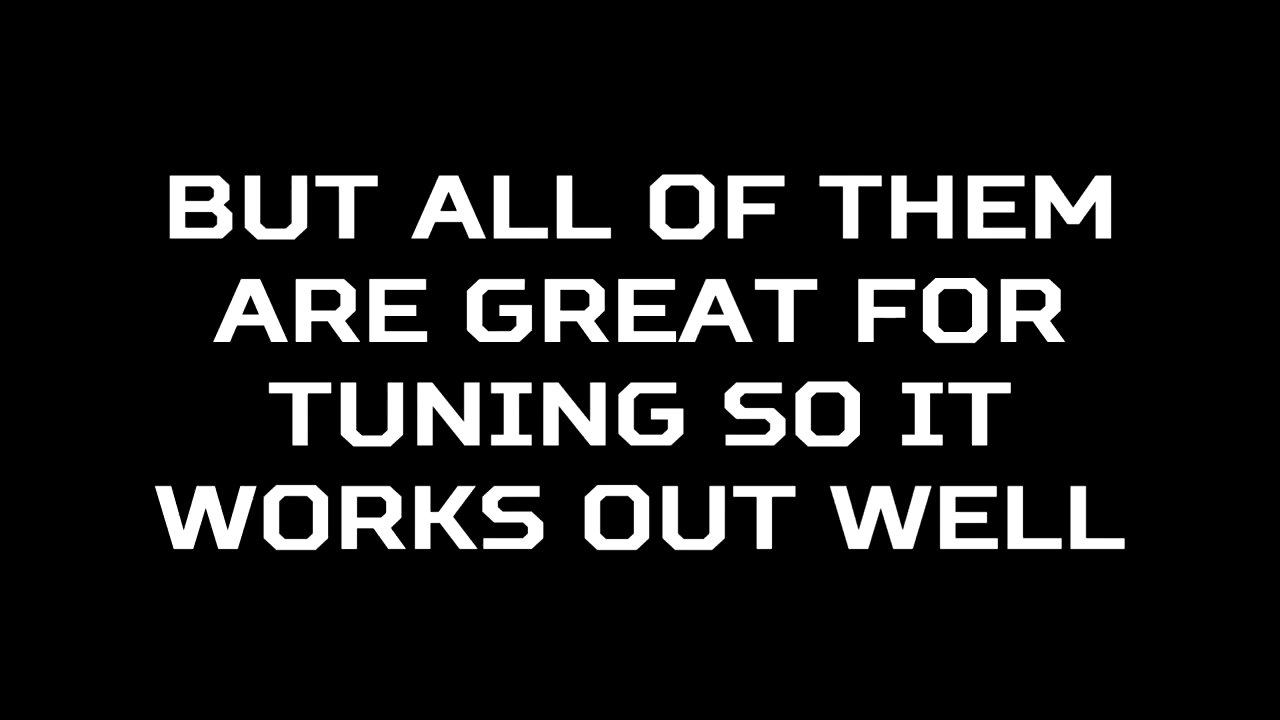 BUT ALL OF THEM
ARE GREAT FOR
TUNING SO IT
WORKS OUT WELL